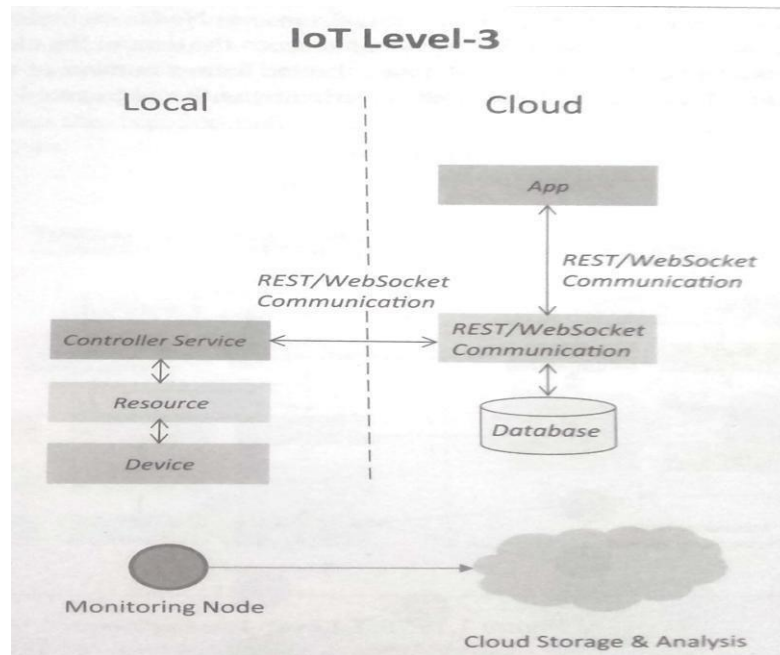 IoT Level-3
Local
Cloud
App
REST/WebSocket
Communication
REST/WebSocket
Communication
Controller Service
REST/WebSocket
Communication
Resource
Database
Device
Monitoring Node
Cloud Storage & Analysis